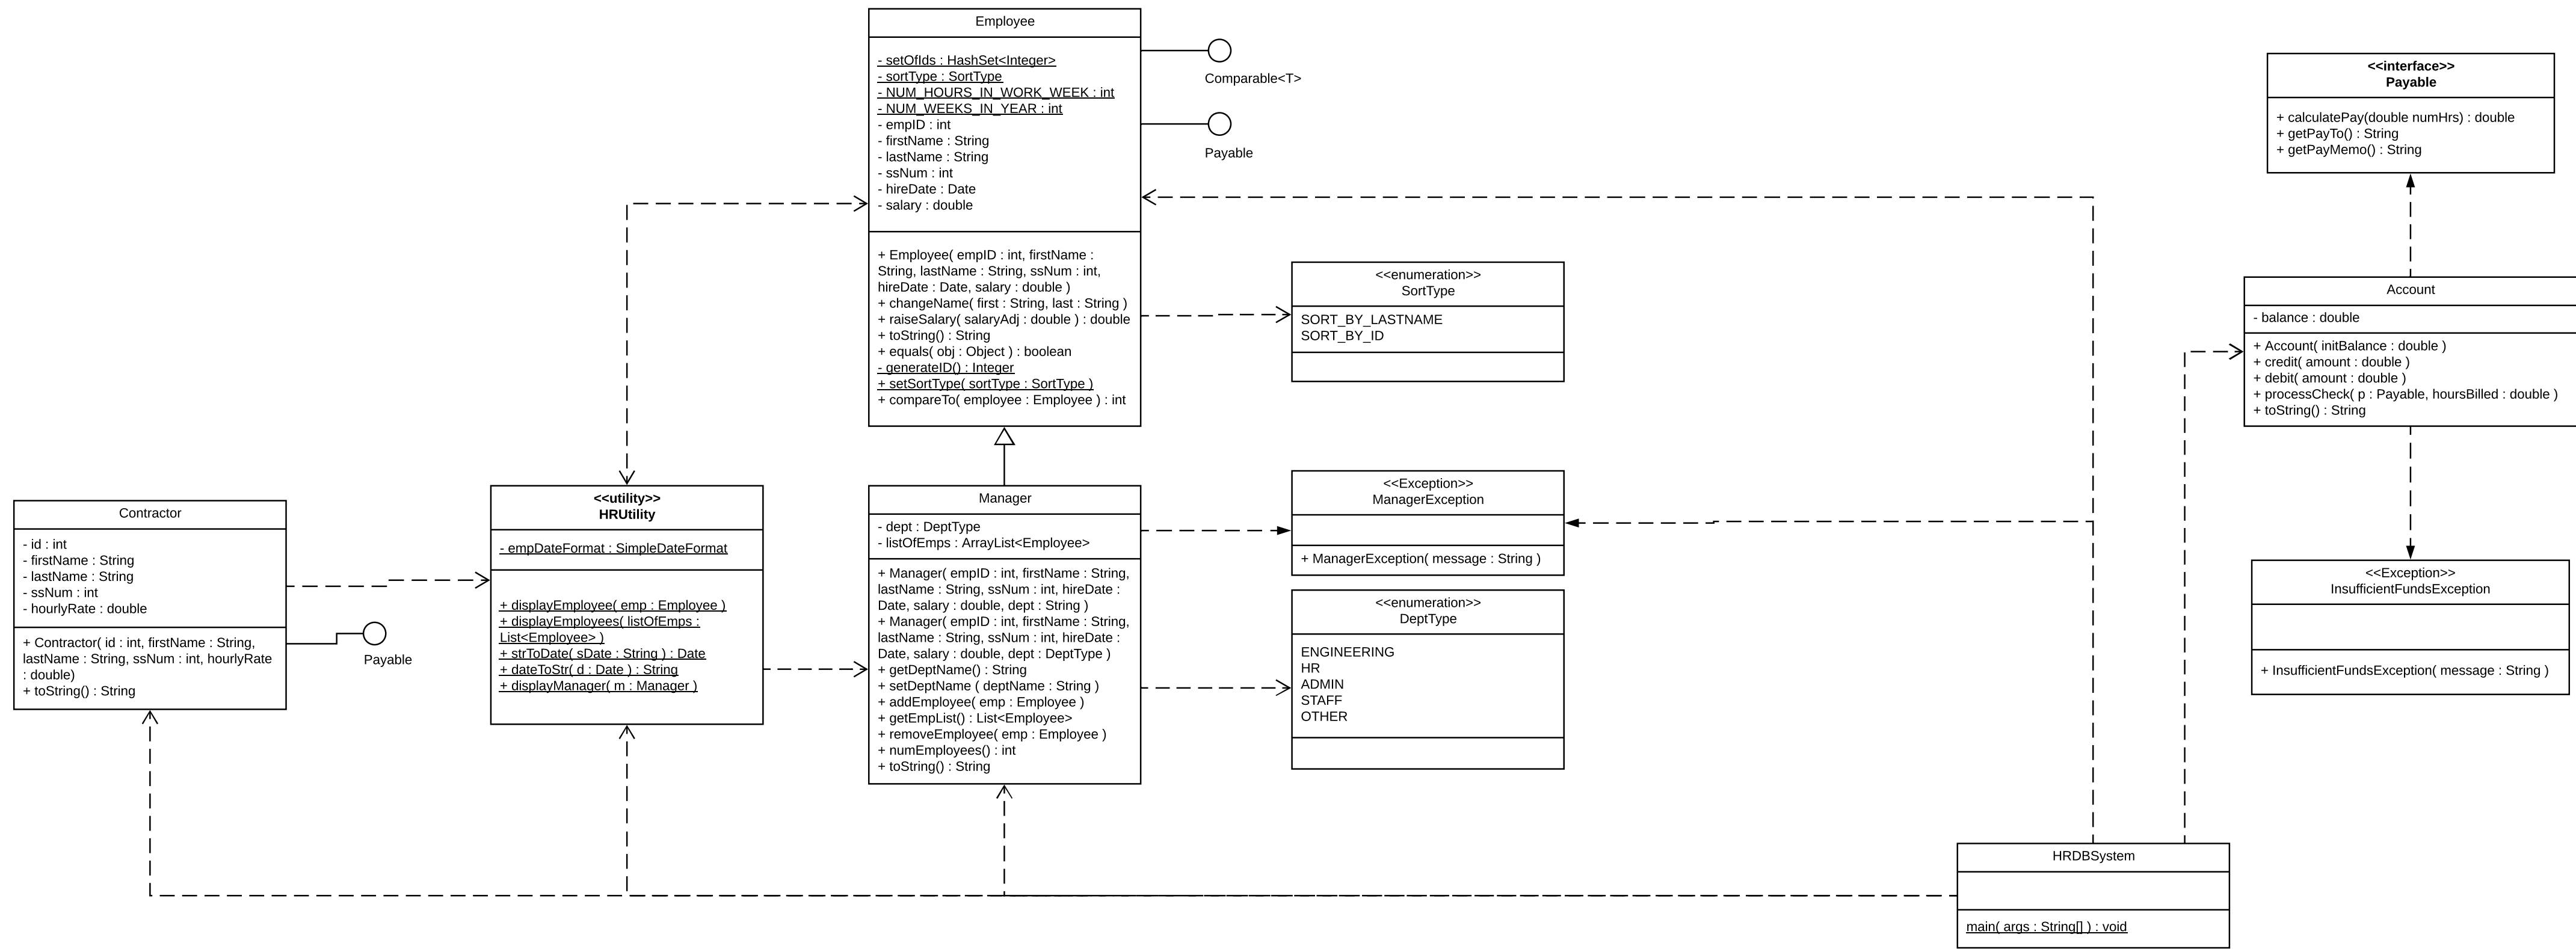 Employee
- setOfIds : HashSet<Integer>
- sortType : SortType
- NUM_HOURS_IN_WORK_WEEK : int
- NUM_WEEKS_IN_YEAR : int
- empID : int
- firstName : String
- lastName : String
- ssNum : int
- hireDate : Date
- salary : double
+ Employee( empID : int, firstName :
String, lastName : String, ssNum : int,
hireDate : Date, salary : double )
+ changeName( first : String, last : String )
+ raiseSalary( salaryAdj : double ) : double
+ toString() : String
+ equals( obj : Object ) : boolean
- generateID() : Integer
+ setSortType( sortType : SortType )
+ compareTo( employee : Employee ) : int
Comparable<T>
Payable
<<interface>>
Payable
+ calculatePay(double numHrs) : double
+ getPayTo() : String
+ getPayMemo() : String
<<enumeration>>
SortType
SORT_BY_LASTNAME
SORT_BY_ID
Account
- balance : double
+ Account( initBalance : double )
+ credit( amount : double )
+ debit( amount : double )
+ processCheck( p : Payable, hoursBilled : double )
+ toString() : String
Contractor
- id : int
- firstName : String
- lastName : String
- ssNum : int
- hourlyRate : double
+ Contractor( id : int, firstName : String,
lastName : String, ssNum : int, hourlyRate
: double)
+ toString() : String
Payable
<<utility>>
HRUtility
- empDateFormat : SimpleDateFormat
+ displayEmployee( emp : Employee )
+ displayEmployees( listOfEmps :
List<Employee> )
+ strToDate( sDate : String ) : Date
+ dateToStr( d : Date ) : String
+ displayManager( m : Manager )
Manager
- dept : DeptType
- listOfEmps : ArrayList<Employee>
+ Manager( empID : int, firstName : String,
lastName : String, ssNum : int, hireDate :
Date, salary : double, dept : String )
+ Manager( empID : int, firstName : String,
lastName : String, ssNum : int, hireDate :
Date, salary : double, dept : DeptType )
+ getDeptName() : String
+ setDeptName ( deptName : String )
+ addEmployee( emp : Employee )
+ getEmpList() : List<Employee>
+ removeEmployee( emp : Employee )
+ numEmployees() : int
+ toString() : String
<<Exception>>
ManagerException
+ ManagerException( message : String )
<<enumeration>>
DeptType
ENGINEERING
HR
ADMIN
STAFF
OTHER
<<Exception>>
InsufficientFundsException
+ InsufficientFundsException( message : String )
HRDBSystem
main( args : String[] ) : void